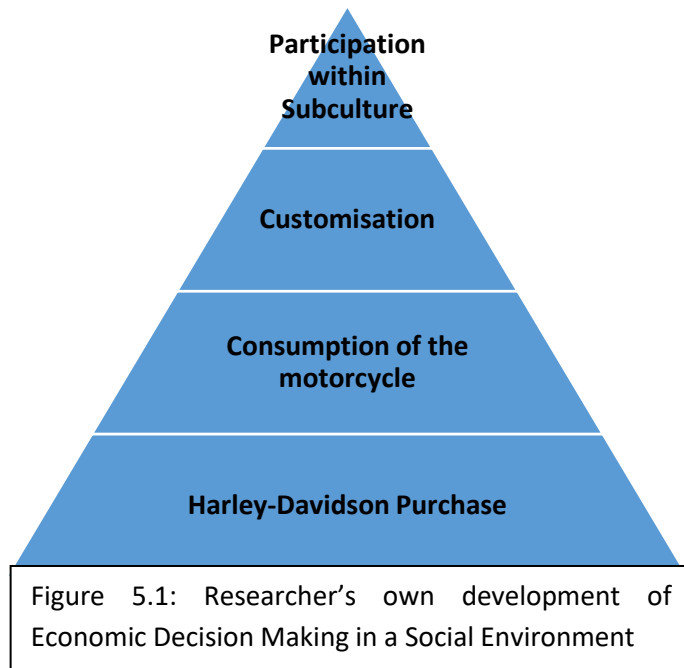 Participation
within
Subculture
Customisation
Consumption of the
motorcycle
Harley-Davidson Purchase
Figure 5.1: Researcher’s own development of
Economic Decision Making in a Social Environment